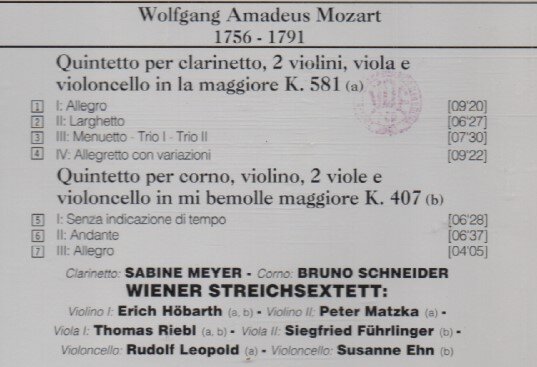 Wolfgang Amadeus Mozart
1756 - 1791
Quintetto per clarinetto, 2 violini, viola e
violoncello in la maggiore K. 581 (a)
1 I: Allegro [09'20]
2 II: Larghetto [06'27]
3 III: Menuetto - Trio I - Trio II [07'30]
4 IV: Allegretto con variazioni [09'22]
Quintetto per corno, violino, 2 viole e
violoncello in mi bemolle maggiore K. 407 (b)
5 I: Senza indicazione di tempo [06'28]
6 II: Andante [06'37]
7 III: Allegro [04'05]
Clarinetto: SABINE MEYER - Corno: BRUNO SCHNEIDER
WIENER STREICHSEXTETT:
Violino I: Erich Höbarth (a, b) - Violino II: Peter Matzka (a) -
Viola I: Thomas Riebl (a, b) - Viola II: Siegfried Führlinger (b) -
Violoncello: Rudolf Leopold (a) - Violoncello: Susanne Ehn (b)